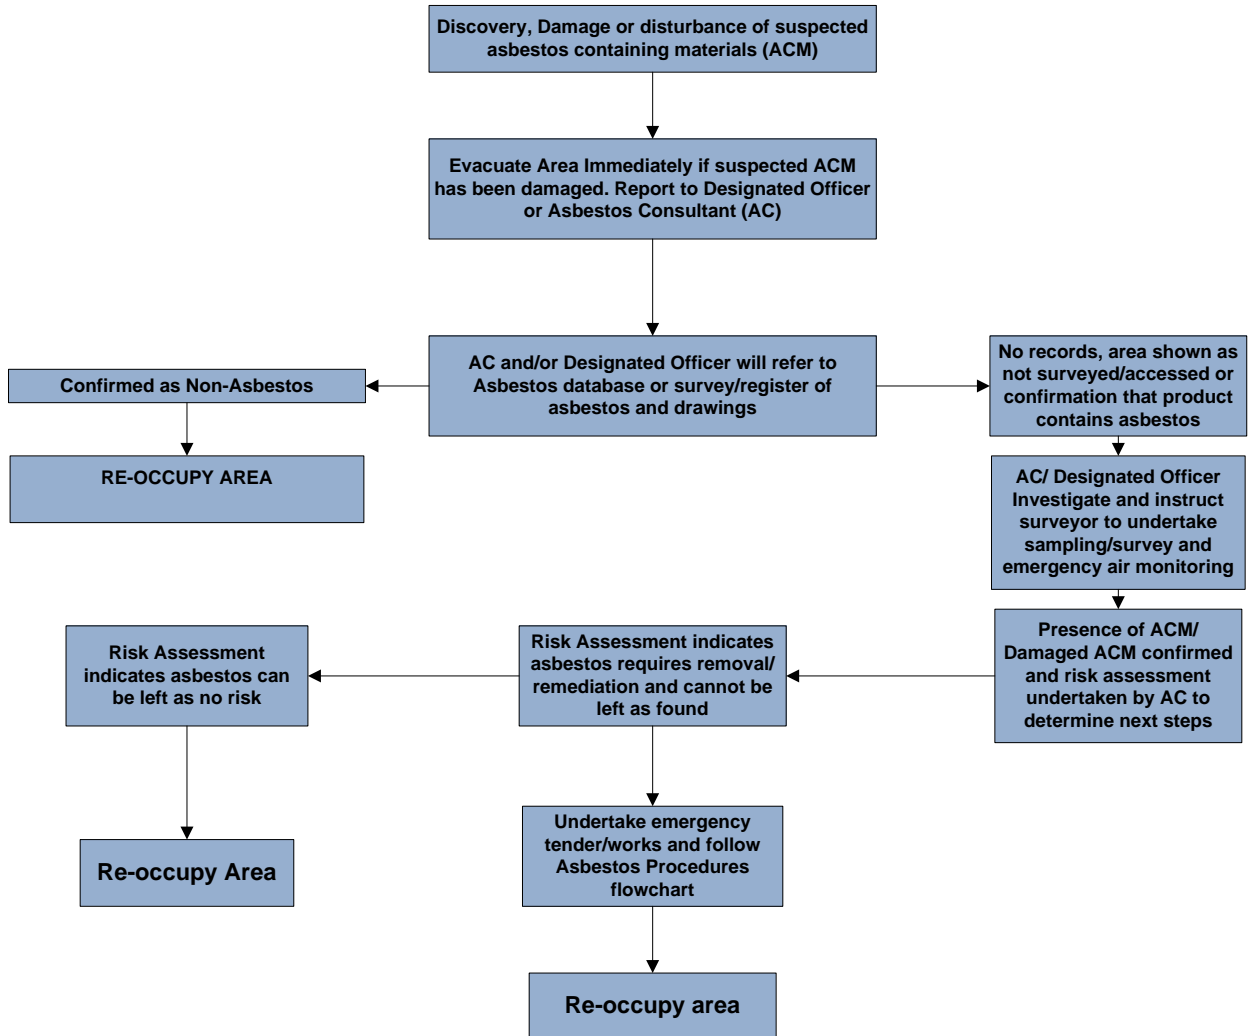 Discovery, Damage or disturbance of suspected
asbestos containing materials (ACM)
Evacuate Area Immediately if suspected ACM
has been damaged. Report to Designated Officer
or Asbestos Consultant (AC)
AC and/or Designated Officer will refer to
Asbestos database or survey/register of
asbestos and drawings
Confirmed as Non-Asbestos
RE-OCCUPY AREA
No records, area shown as
not surveyed/accessed or
confirmation that product
contains asbestos
AC/ Designated Officer
Investigate and instruct
surveyor to undertake
sampling/survey and
emergency air monitoring
Presence of ACM/
Damaged ACM confirmed
and risk assessment
undertaken by AC to
determine next steps
Risk Assessment indicates
asbestos requires removal/
remediation and cannot be
left as found
Risk Assessment
indicates asbestos can
be left as no risk
Re-occupy Area
Undertake emergency
tender/works and follow
Asbestos Procedures
flowchart
Re-occupy area